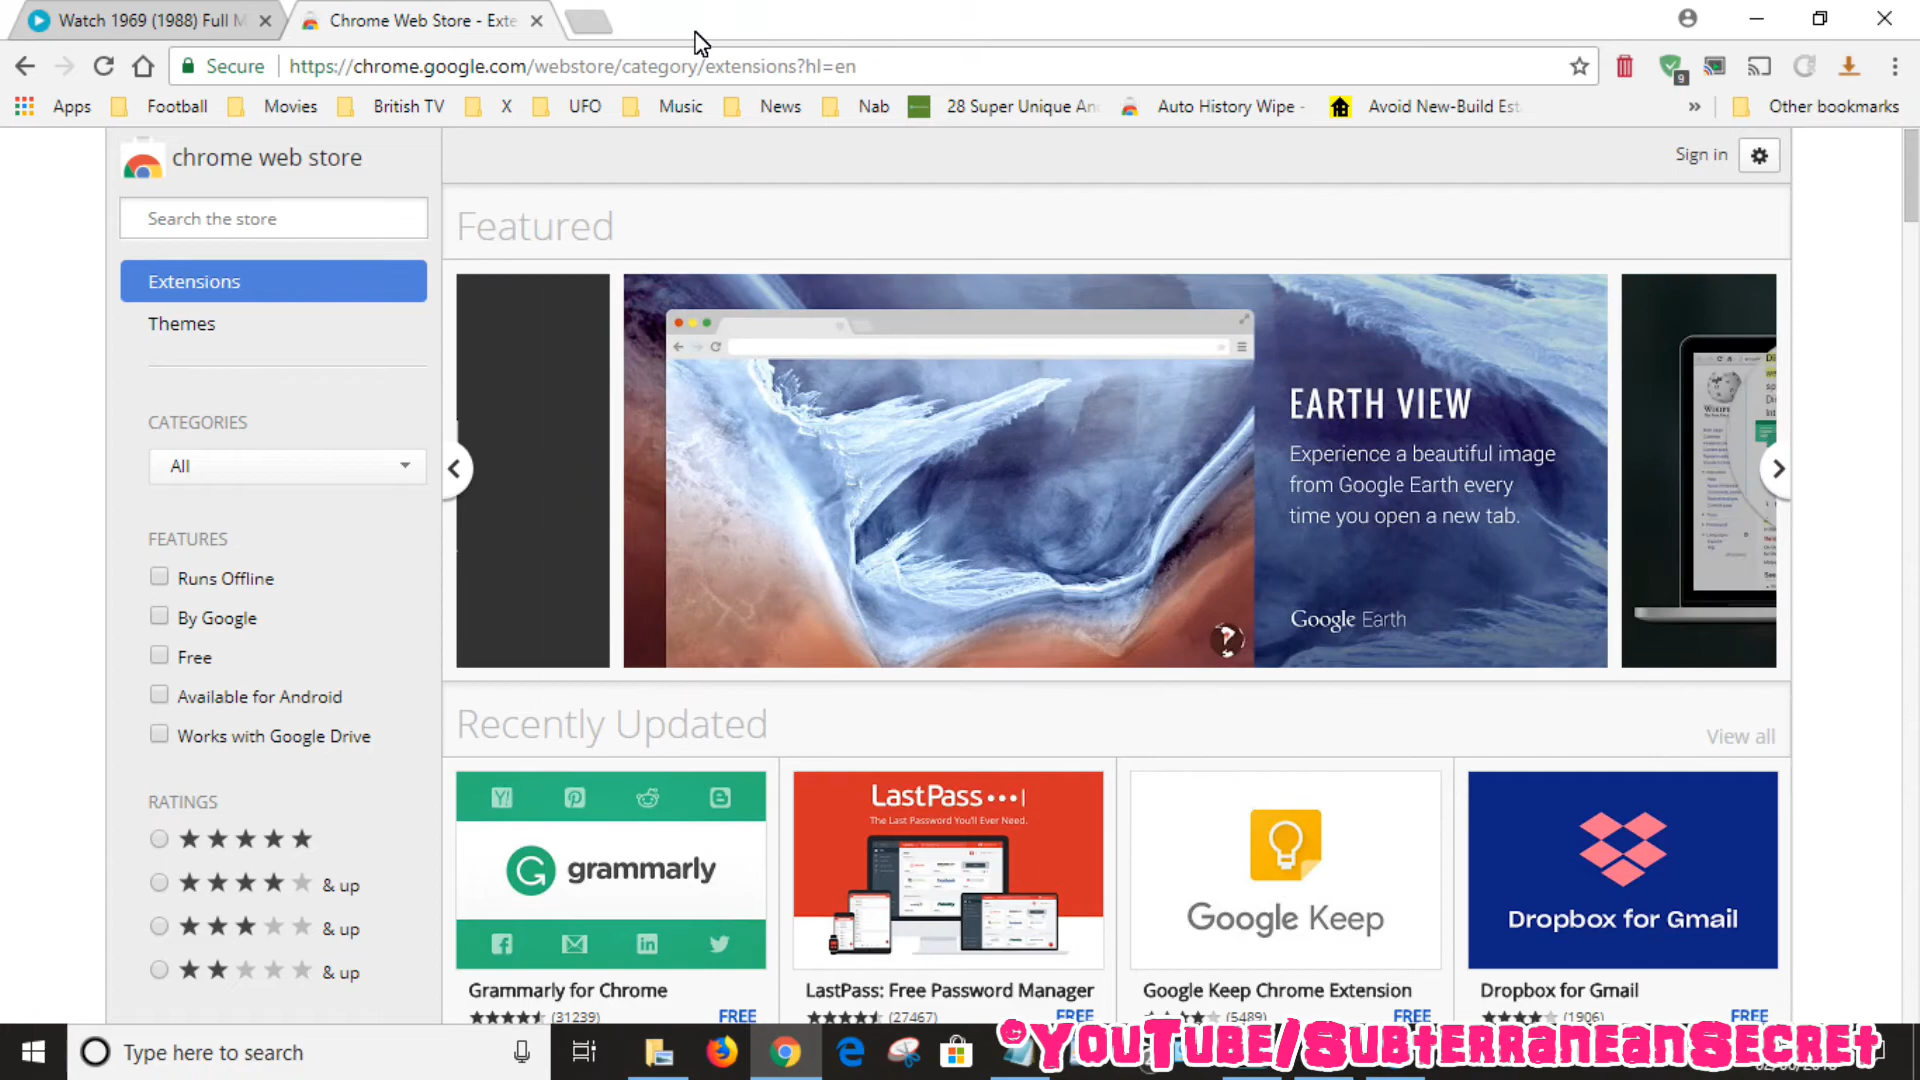 Watch 1969 (1988) Full M
Chrome Web Store - Exte
Secure
https://chrome.google.com/webstore/category/extensions?hl=en
9
Apps
Football
Movies
British TV
X
UFO
Music
News
Nab
28 Super Unique An
Auto History Wipe -
Avoid New-Build Est
»
Other bookmarks
chrome web store
Sign in
Search the store
Extensions
Themes
CATEGORIES
All
FEATURES
Runs Offline
By Google
Free
Available for Android
Works with Google Drive
RATINGS
& up
& up
& up
Featured
EARTH VIEW
Experience a beautiful image
from Google Earth every
time you open a new tab.
Google Earth
Recently Updated
View all
grammarly
LastPass •••|
The Last Password You'll Ever Need.
Google Keep
Dropbox for Gmail
Grammarly for Chrome
(31239)
FREE
LastPass: Free Password Manager
(27467)
FREE
Google Keep Chrome Extension
(5489)
FREE
Dropbox for Gmail
(1906)
FREE
Type here to search
©YouTube/SubterraneanSecret